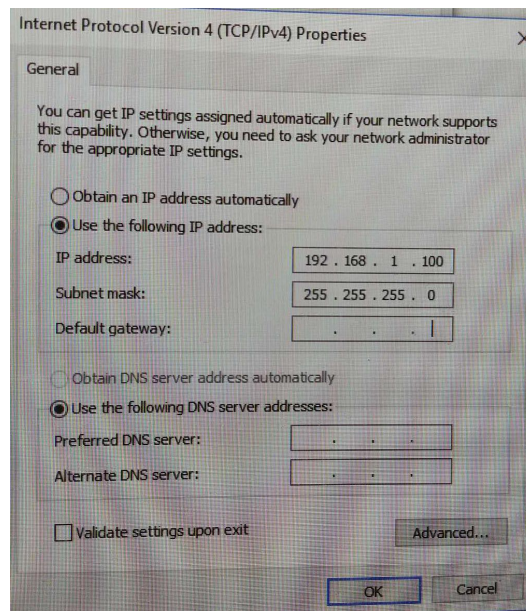 Internet Protocol Version 4 (TCP/IPv4) Properties
General
You can get IP settings assigned automatically if your network supports
this capability. Otherwise, you need to ask your network administrator
for the appropriate IP settings.
Obtain an IP address automatically
Use the following IP address:
IP address: 192 . 168 . 1 . 100
Subnet mask: 255 . 255 . 255 . 0
Default gateway: . . .
Obtain DNS server address automatically
Use the following DNS server addresses:
Preferred DNS server: . . .
Alternate DNS server: . . .
Validate settings upon exit Advanced...
OK Cancel